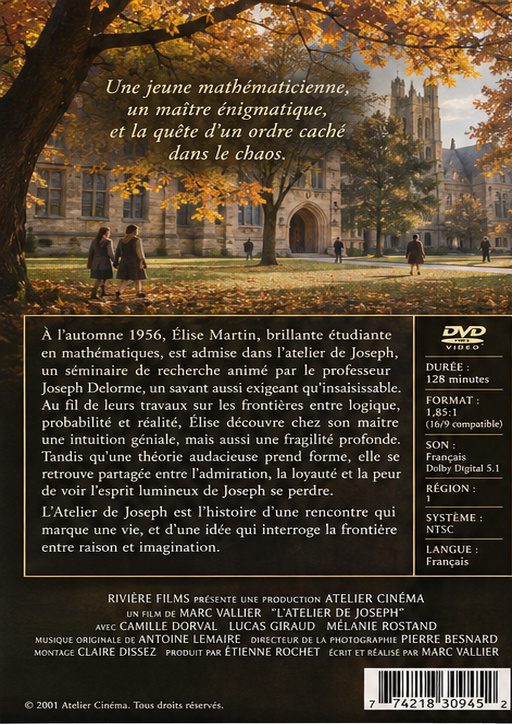 Une jeune mathématicienne,
un maître énigmatique,
et la quête d'un ordre caché
dans le chaos.
À l'automne 1956, Élise Martin, brillante étudiante
en mathématiques, est admise dans l'atelier de Joseph,
un séminaire de recherche animé par le professeur
Joseph Delorme, un savant aussi exigeant qu'insaisissable.
Au fil de leurs travaux sur les frontières entre logique,
probabilité et réalité, Élise découvre chez son maître
une intuition géniale, mais aussi une fragilité profonde.
Tandis qu'une théorie audacieuse prend forme, elle se
retrouve partagée entre l'admiration, la loyauté et la peur
de voir l'esprit lumineux de Joseph se perdre.
L'Atelier de Joseph est l'histoire d'une rencontre qui
marque une vie, et d'une idée qui interroge la frontière
entre raison et imagination.
DVD
VIDEO
DURÉE :
128 minutes
FORMAT :
1,85:1
(16/9 compatible)
SON :
Français
Dolby Digital 5.1
RÉGION :
1
SYSTÈME :
NTSC
LANGUE :
Français
RIVIÈRE FILMS PRÉSENTE UNE PRODUCTION ATELIER CINÉMA
UN FILM DE MARC VALLIER "L'ATELIER DE JOSEPH"
AVEC CAMILLE DORVAL LUCAS GIRAUD MÉLANIE ROSTAND
MUSIQUE ORIGINALE DE ANTOINE LEMAIRE DIRECTEUR DE LA PHOTOGRAPHIE PIERRE BESNARD
MONTAGE CLAIRE DISSEZ PRODUIT PAR ÉTIENNE ROCHET ÉCRIT ET RÉALISÉ PAR MARC VALLIER
© 2001 Atelier Cinéma. Tous droits réservés.
7 74218 30945 2